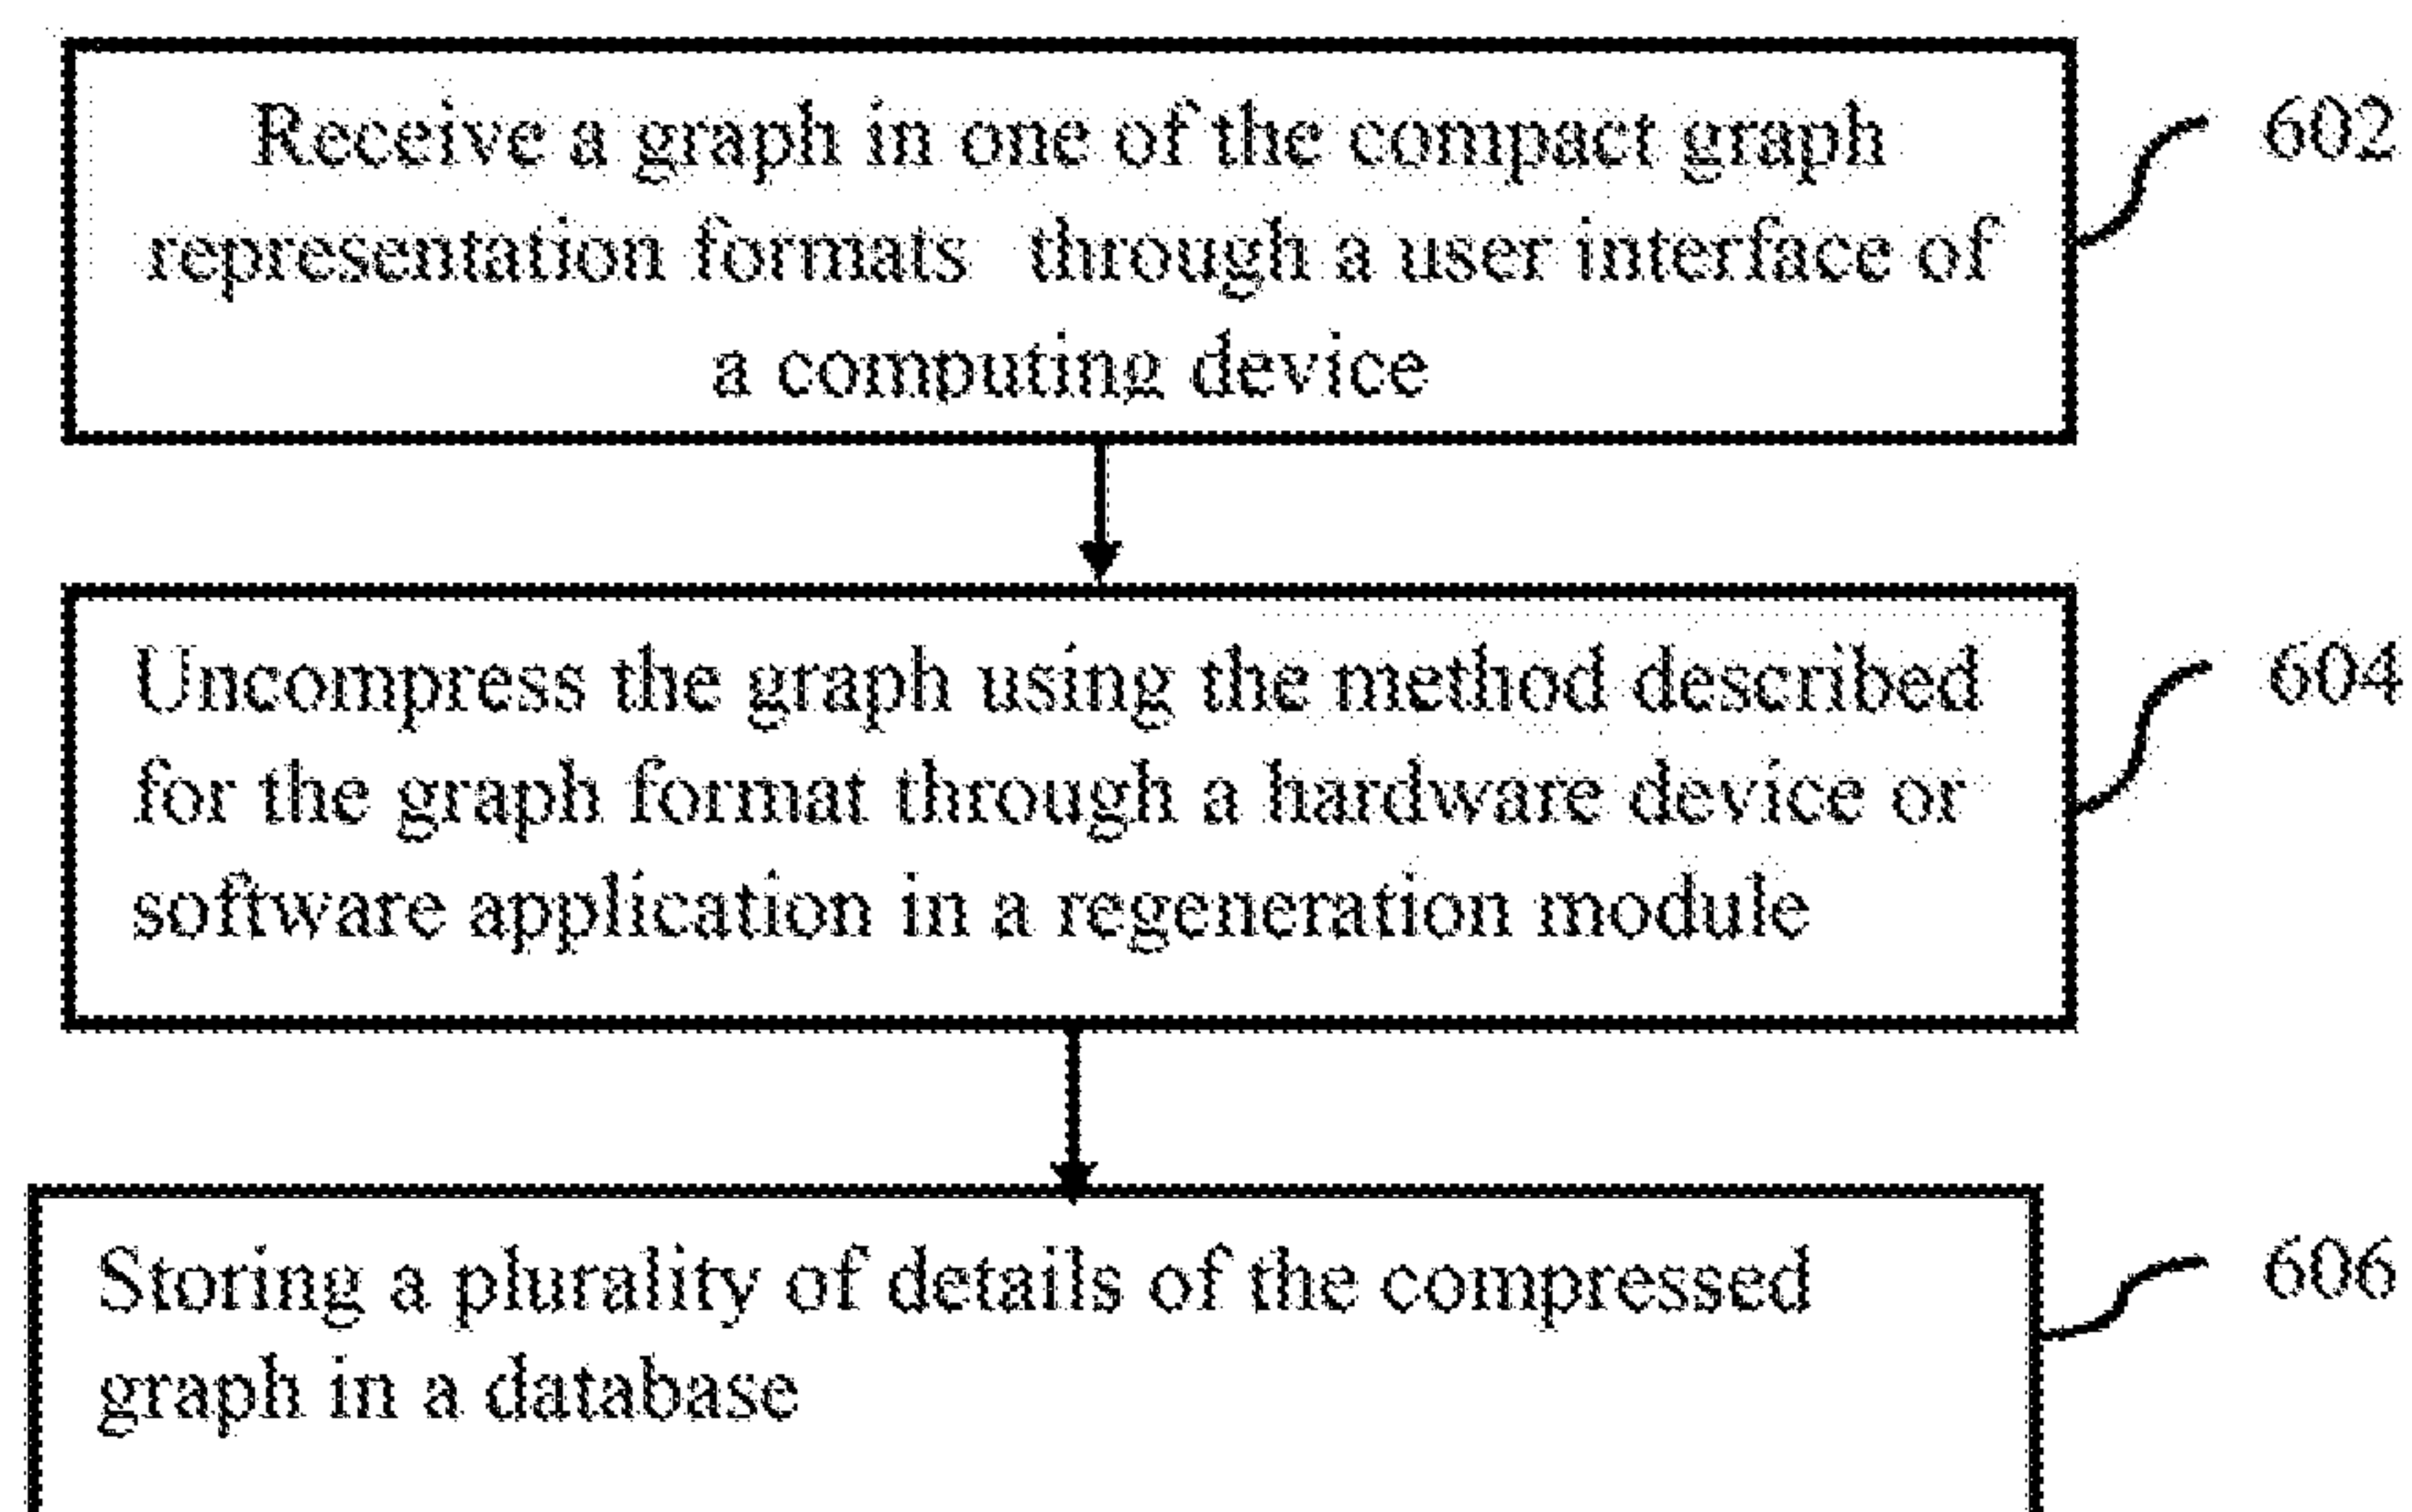 Receive a graph in one of the compact graph
representation formats through a user interface of
a computing device
602
Uncompress the graph using the method described
for the graph format through a hardware device or
software application in a regeneration module
604
Storing a plurality of details of the compressed
graph in a database
606